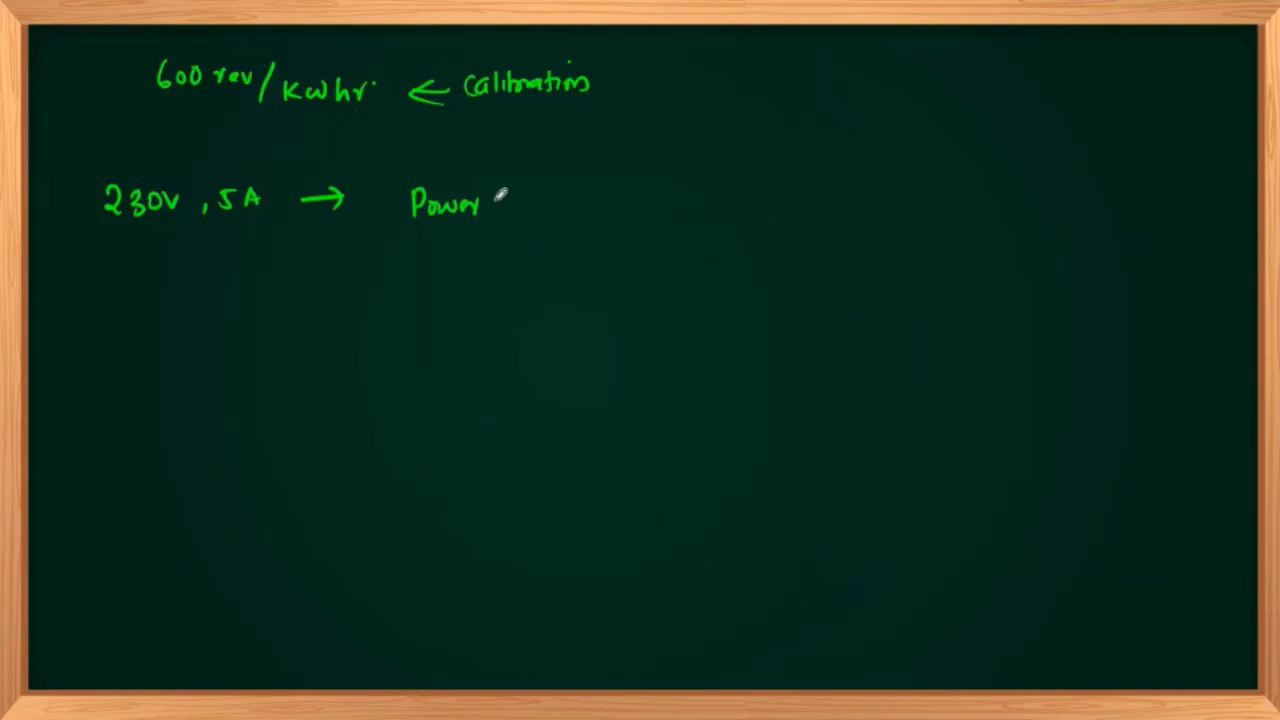 600 rev/kwhr ← Calibration
230V , 5A → Power